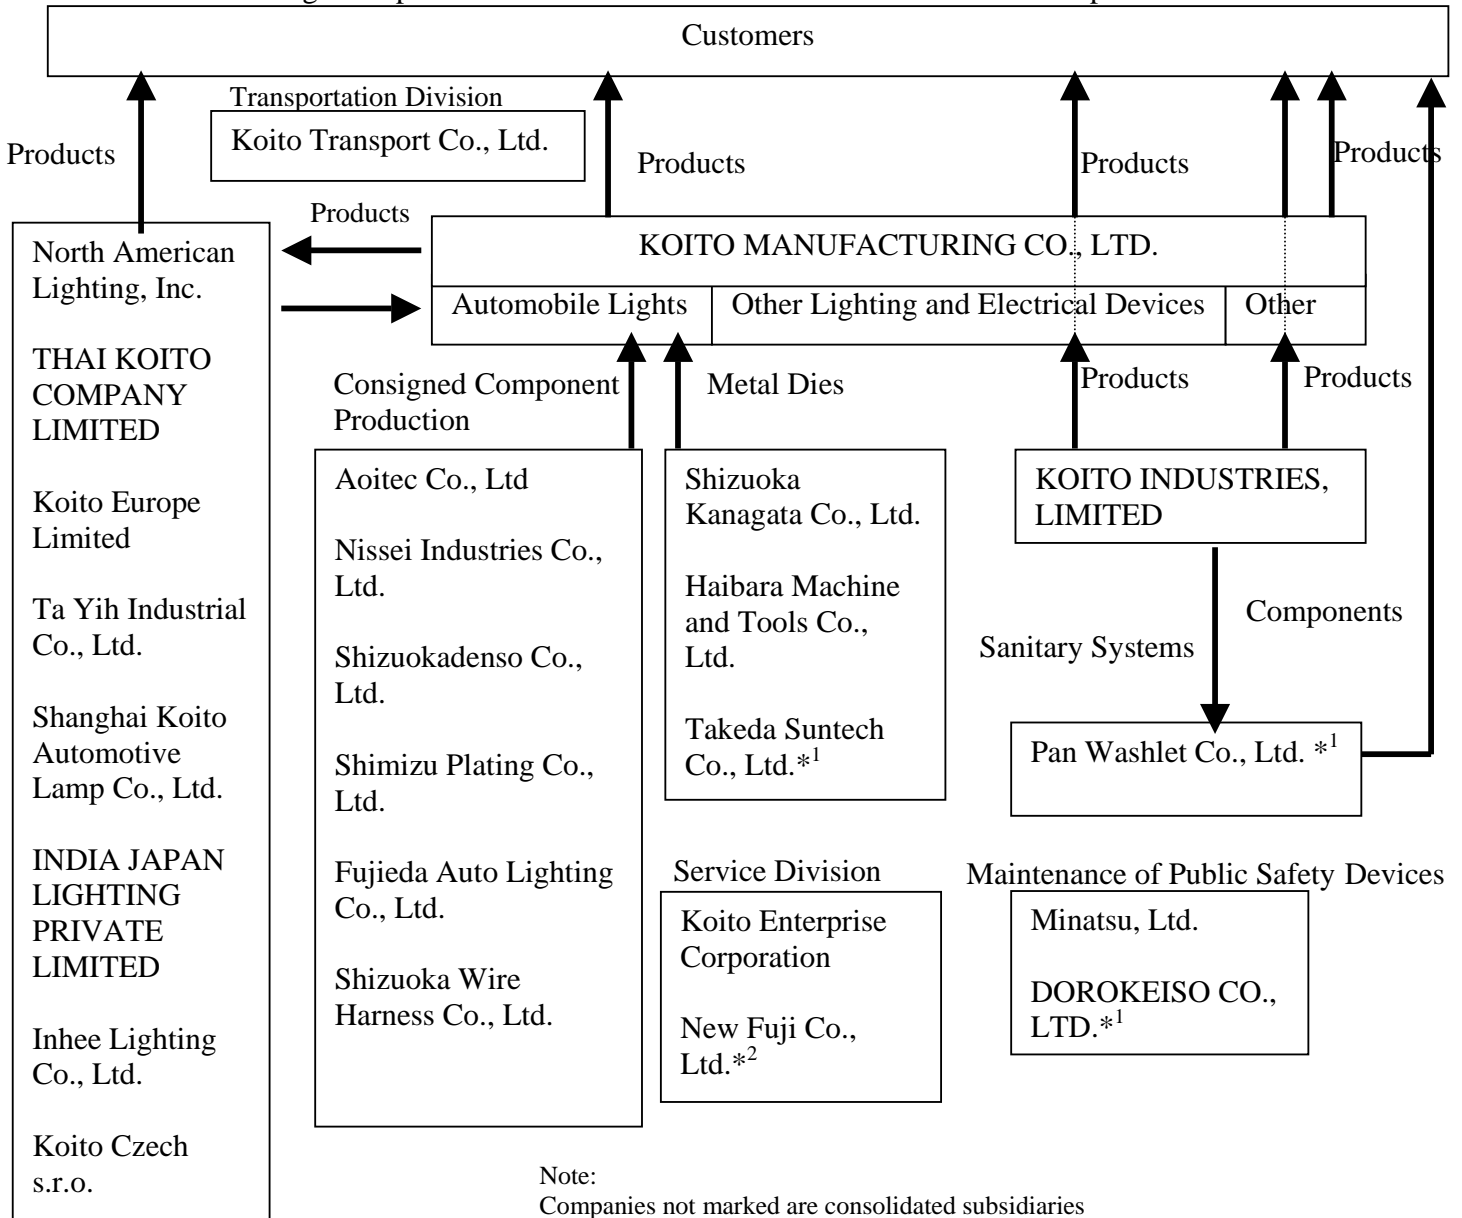 Customers
Transportation Division
Koito Transport Co., Ltd.
Products
Products
Products
Products
Products
KOITO MANUFACTURING CO., LTD.
Automobile Lights
Other Lighting and Electrical Devices
Other
North American
Lighting, Inc.
THAI KOITO
COMPANY
LIMITED
Koito Europe
Limited
Ta Yih Industrial
Co., Ltd.
Shanghai Koito
Automotive
Lamp Co., Ltd.
INDIA JAPAN
LIGHTING
PRIVATE
LIMITED
Inhee Lighting
Co., Ltd.
Koito Czech
s.r.o.
Consigned Component
Production
Aoitec Co., Ltd
Nissei Industries Co.,
Ltd.
Shizuokadenso Co.,
Ltd.
Shimizu Plating Co.,
Ltd.
Fujieda Auto Lighting
Co., Ltd.
Shizuoka Wire
Harness Co., Ltd.
Metal Dies
Shizuoka
Kanagata Co., Ltd.
Haibara Machine
and Tools Co.,
Ltd.
Takeda Suntech
Co., Ltd.*1
Service Division
Koito Enterprise
Corporation
New Fuji Co.,
Ltd.*2
Products
Products
KOITO INDUSTRIES,
LIMITED
Components
Sanitary Systems
Pan Washlet Co., Ltd. *1
Maintenance of Public Safety Devices
Minatsu, Ltd.
DOROKEISO CO.,
LTD.*1
Note:
Companies not marked are consolidated subsidiaries